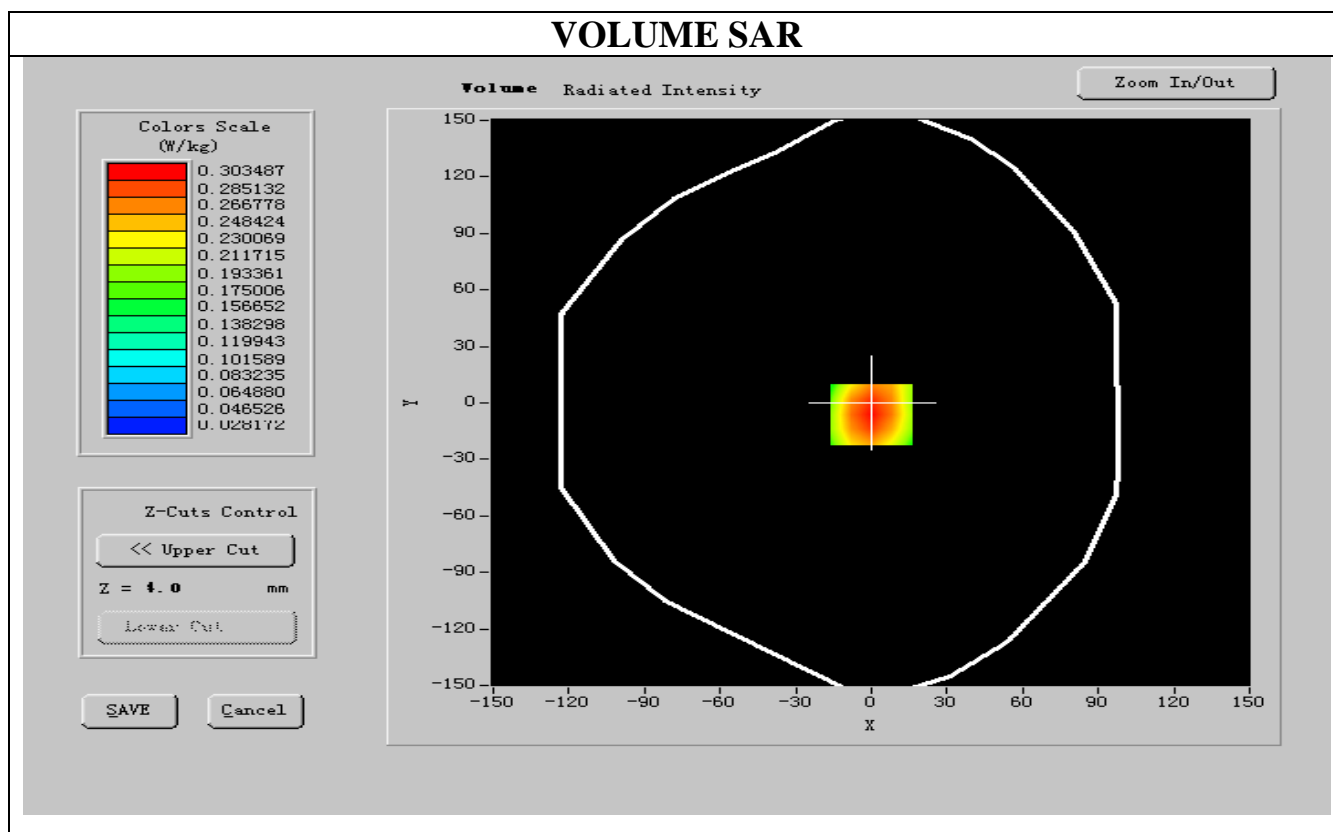 VOLUME SAR
Volume Radiated Intensity
Zoom In/Out
Colors Scale
(W/kg)
0.303487
0.285132
0.266778
0.248424
0.230069
0.211715
0.193361
0.175006
0.156652
0.138298
0.119943
0.101589
0.083235
0.064880
0.046526
0.028172
Z-Cuts Control
<< Upper Cut
Z = 4.0 mm
Lower Cut
SAVE
Cancel
150
120
90
60
30
0
-30
-60
-90
-120
-150
Y
-150 -120 -90 -60 -30 0 30 60 90 120 150
X